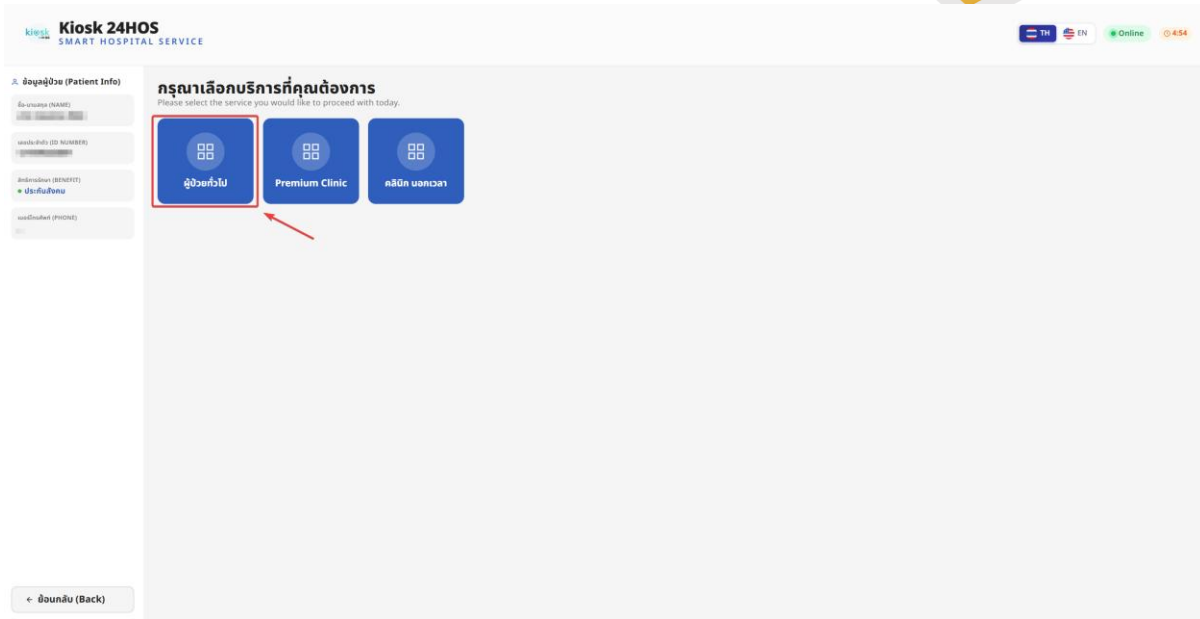 kiosk
Kiosk 24HOS
SMART HOSPITAL SERVICE
TH
EN
Online
4:54
ข้อมูลผู้ป่วย (Patient Info)
ชื่อ-นามสกุล (NAME)
เลขประจำตัว (ID NUMBER)
สิทธิการรักษา (BENEFIT)
ประกันสังคม
เบอร์โทรศัพท์ (PHONE)
กรุณาเลือกบริการที่คุณต้องการ
Please select the service you would like to proceed with today.
ผู้ป่วยทั่วไป
Premium Clinic
คลินิก นอกเวลา
← ย้อนกลับ (Back)